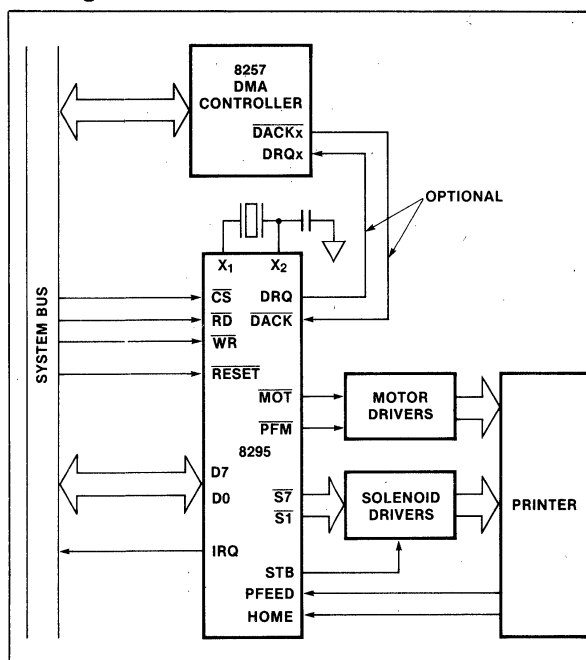 8257
DMA
CONTROLLER
DACKx
DRQx
OPTIONAL
X1 X2
SYSTEM BUS
CS
RD
WR
RESET
DRQ
DACK
MOT
PFM
8295
D7
D0
S7
S1
IRQ
STB
PFEED
HOME
MOTOR
DRIVERS
SOLENOID
DRIVERS
PRINTER